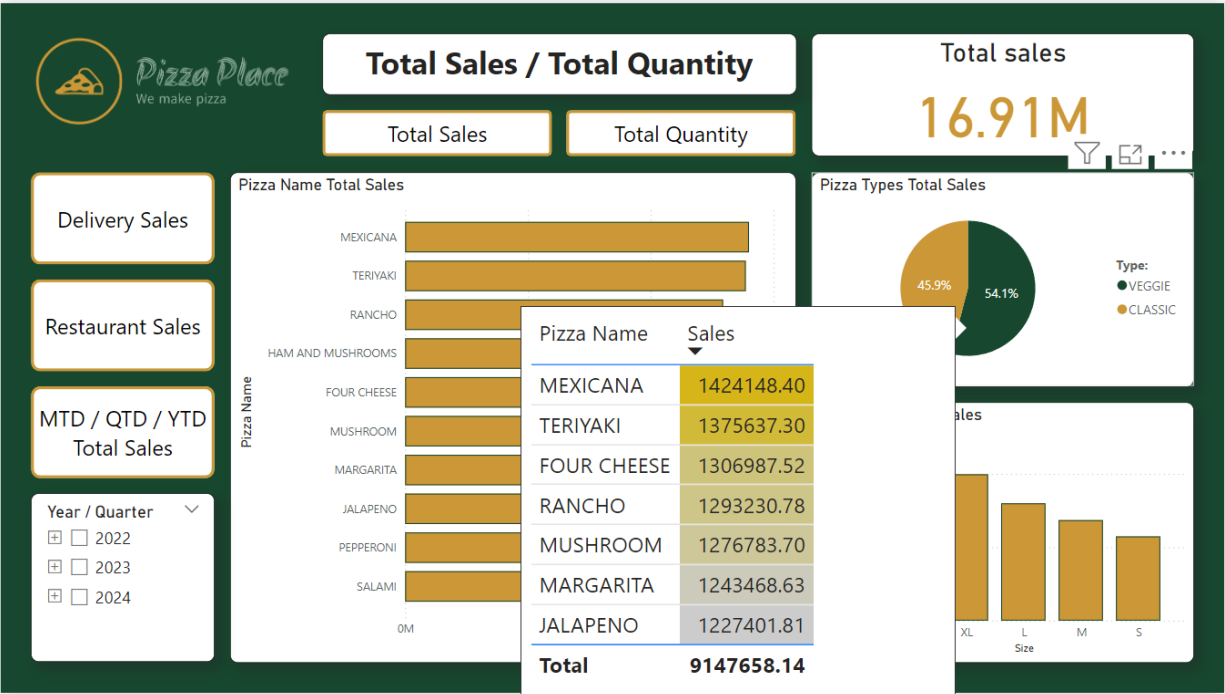 Pizza Place
We make pizza
Total Sales / Total Quantity
Total Sales
Total Quantity
Total sales
16.91M
Delivery Sales
Restaurant Sales
MTD / QTD / YTD
Total Sales
Year / Quarter
2022
2023
2024
Pizza Name Total Sales
Pizza Name
MEXICANA
TERIYAKI
RANCHO
HAM AND MUSHROOMS
FOUR CHEESE
MUSHROOM
MARGARITA
JALAPENO
PEPPERONI
SALAMI
0M
Pizza Types Total Sales
45.9%
54.1%
Type:
VEGGIE
CLASSIC
Pizza Name Sales
MEXICANA 1424148.40
TERIYAKI 1375637.30
FOUR CHEESE 1306987.52
RANCHO 1293230.78
MUSHROOM 1276783.70
MARGARITA 1243468.63
JALAPENO 1227401.81
Total 9147658.14
ales
XL L M S
Size